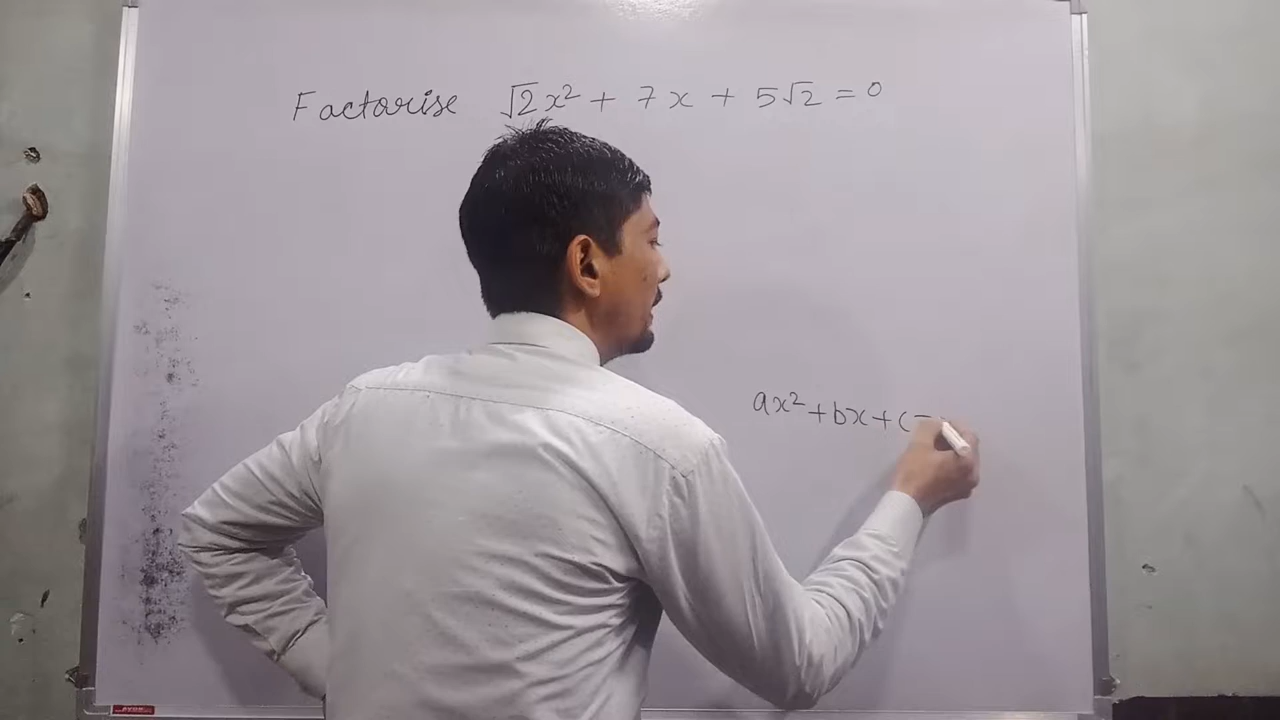 Factorise √2x² + 7x + 5√2 = 0
ax² + bx + c =